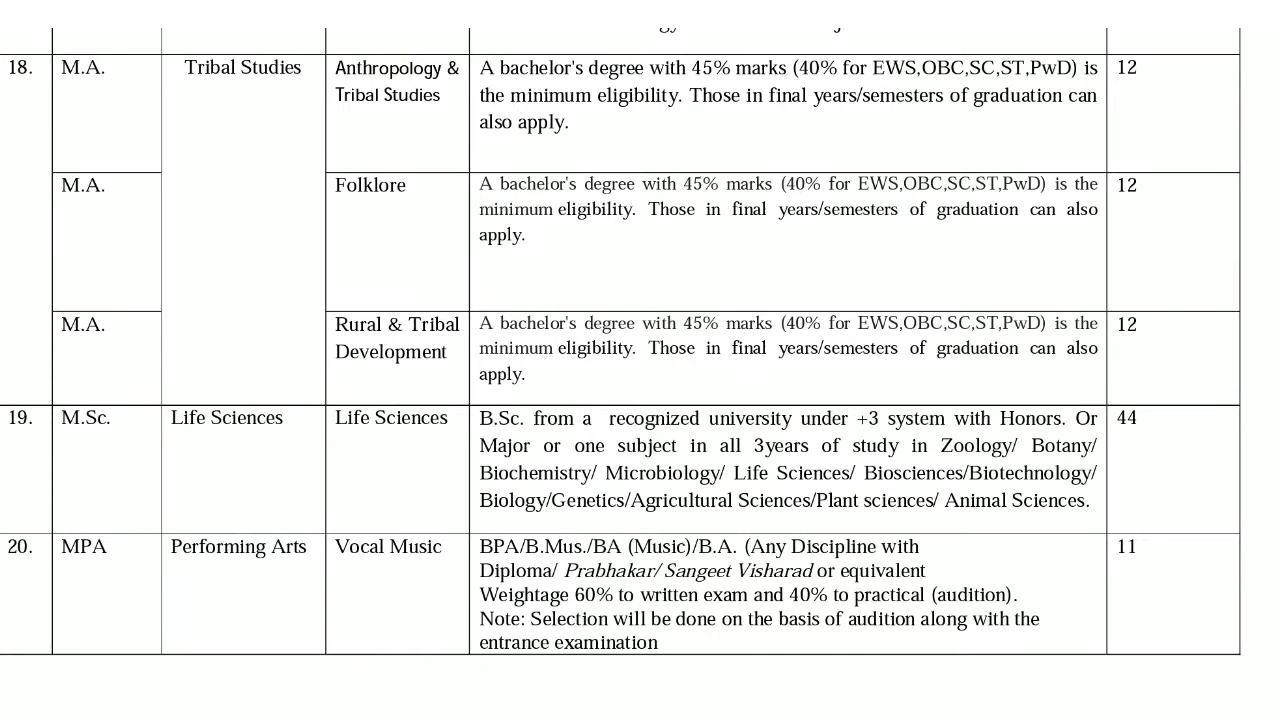 18. M.A. Tribal Studies Anthropology & A bachelor's degree with 45% marks (40% for EWS,OBC,SC,ST,PwD) is 12
Tribal Studies the minimum eligibility. Those in final years/semesters of graduation can
also apply.
M.A. Folklore A bachelor's degree with 45% marks (40% for EWS,OBC,SC,ST,PwD) is the 12
minimum eligibility. Those in final years/semesters of graduation can also
apply.
M.A. Rural & Tribal A bachelor's degree with 45% marks (40% for EWS,OBC,SC,ST,PwD) is the 12
Development minimum eligibility. Those in final years/semesters of graduation can also
apply.
19. M.Sc. Life Sciences Life Sciences B.Sc. from a recognized university under +3 system with Honors. Or 44
Major or one subject in all 3years of study in Zoology/ Botany/
Biochemistry/ Microbiology/ Life Sciences/ Biosciences/Biotechnology/
Biology/Genetics/Agricultural Sciences/Plant sciences/ Animal Sciences.
20. MPA Performing Arts Vocal Music BPA/B.Mus./BA (Music)/B.A. (Any Discipline with 11
Diploma/ Prabhakar/ Sangeet Visharad or equivalent
Weightage 60% to written exam and 40% to practical (audition).
Note: Selection will be done on the basis of audition along with the
entrance examination